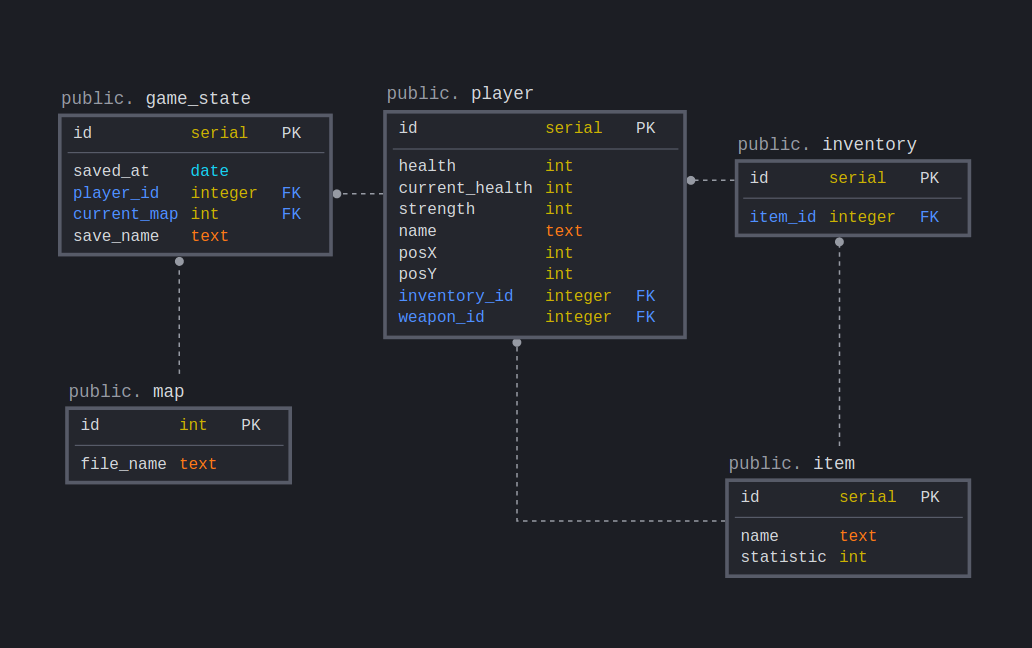 public. game_state
id serial PK
saved_at date
player_id integer FK
current_map int FK
save_name text
public. player
id serial PK
health int
current_health int
strength int
name text
posX int
posY int
inventory_id integer FK
weapon_id integer FK
public. inventory
id serial PK
item_id integer FK
public. map
id int PK
file_name text
public. item
id serial PK
name text
statistic int